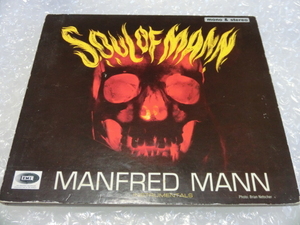 mono & stereo
SOUL OF MANN
MANFRED MANN
INSTRUMENTALS
EMI